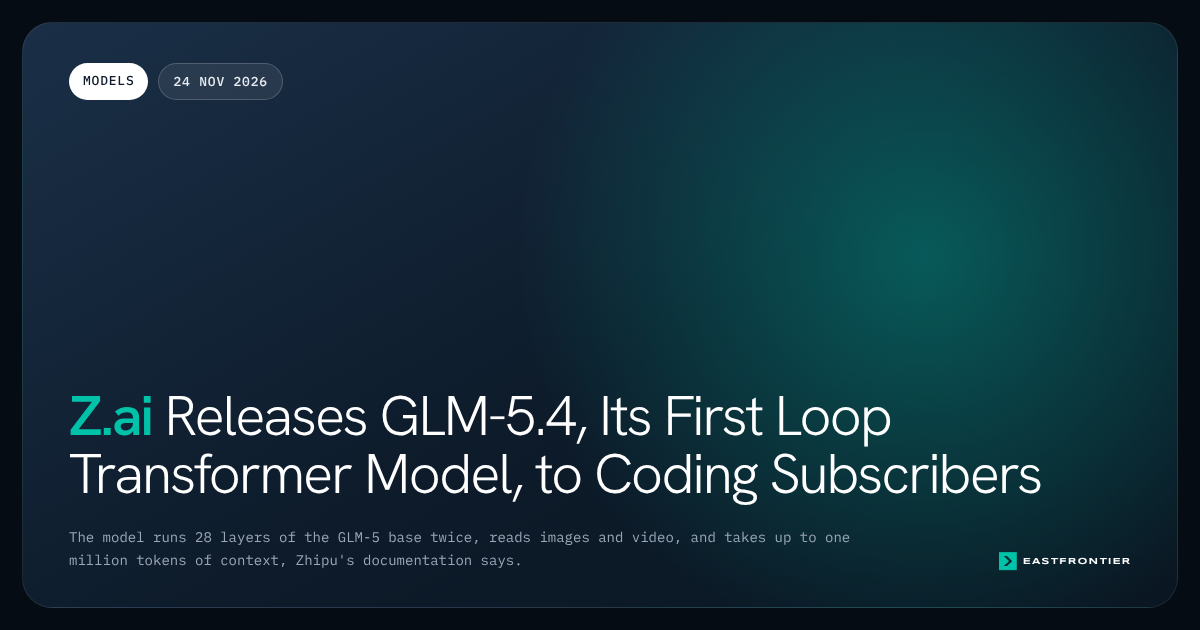 MODELS
24 NOV 2026
Z.ai Releases GLM-5.4, Its First Loop
Transformer Model, to Coding Subscribers
The model runs 28 layers of the GLM-5 base twice, reads images and video, and takes up to one
million tokens of context, Zhipu's documentation says.
EASTFRONTIER